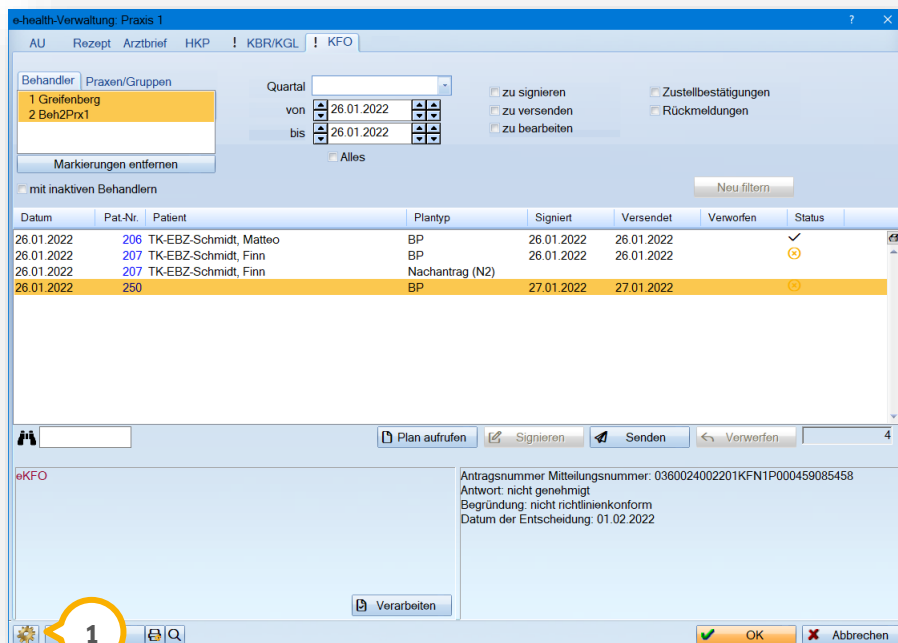 e-health-Verwaltung: Praxis 1 ?
AU Rezept Arztbrief HKP ! KBR/KGL ! KFO
Behandler Praxen/Gruppen
1 Greifenberg
2 Beh2Prx1
Markierungen entfernen
mit inaktiven Behandlern
Quartal
von 26.01.2022
bis 26.01.2022
Alles
zu signieren
zu versenden
zu bearbeiten
Zustellbestätigungen
Rückmeldungen
Neu filtern
Datum Pat-Nr. Patient Plantyp Signiert Versendet Verworfen Status
26.01.2022 206 TK-EBZ-Schmidt, Matteo BP 26.01.2022 26.01.2022
26.01.2022 207 TK-EBZ-Schmidt, Finn BP 26.01.2022 26.01.2022
26.01.2022 207 TK-EBZ-Schmidt, Finn Nachantrag (N2)
26.01.2022 250 BP 27.01.2022 27.01.2022
Plan aufrufen Signieren Senden Verwerfen 4
eKFO
Antragsnummer Mitteilungsnummer: 0360024002201KFN1P000459085458
Antwort: nicht genehmigt
Begründung: nicht richtlinienkonform
Datum der Entscheidung: 01.02.2022
Verarbeiten
1
OK Abbrechen